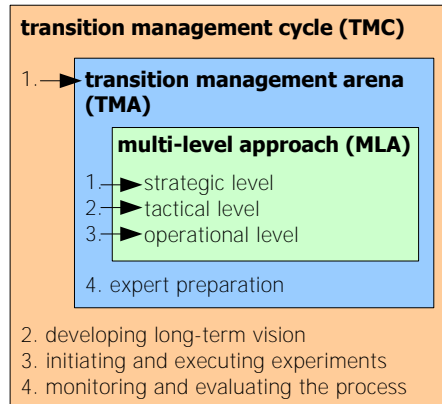 transition management cycle (TMC)
1. transition management arena
(TMA)
multi-level approach (MLA)
1. strategic level
2. tactical level
3. operational level
4. expert preparation
2. developing long-term vision
3. initiating and executing experiments
4. monitoring and evaluating the process